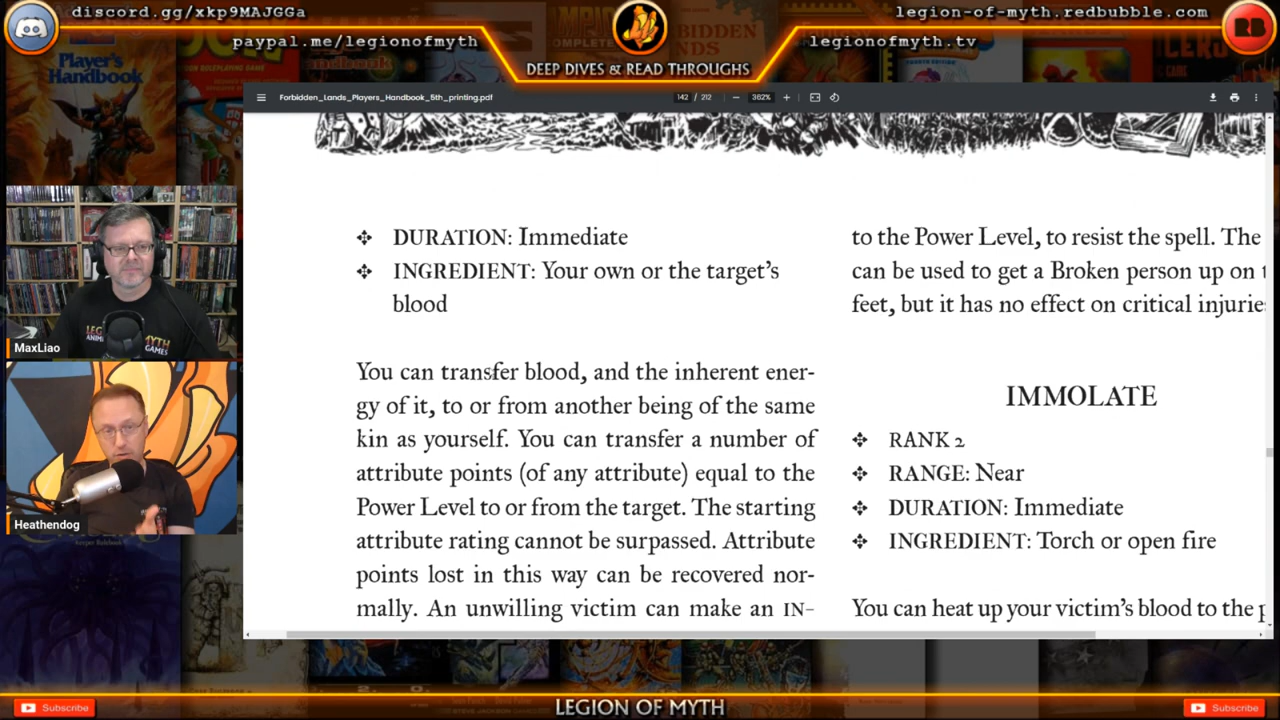 discord.gg/xkp9MAJGGa
legion-of-myth.redbubble.com
paypal.me/legionofmyth
legionofmyth.tv
DEEP DIVES & READ THROUGHS
Player's
Handbook
Forbidden_Lands_Players_Handbook_5th_printing.pdf
142 / 212
362%
DURATION: Immediate
INGREDIENT: Your own or the target's
blood
You can transfer blood, and the inherent ener-
gy of it, to or from another being of the same
kin as yourself. You can transfer a number of
attribute points (of any attribute) equal to the
Power Level to or from the target. The starting
attribute rating cannot be surpassed. Attribute
points lost in this way can be recovered nor-
mally. An unwilling victim can make an IN-
to the Power Level, to resist the spell. The
can be used to get a Broken person up on
feet, but it has no effect on critical
IMMOLATE
RANK 2
RANGE: Near
DURATION: Immediate
INGREDIENT: Torch or open fire
You can heat up your victim's blood to the
MaxLiao
Heathendog
Subscribe
LEGION OF MYTH
Subscribe